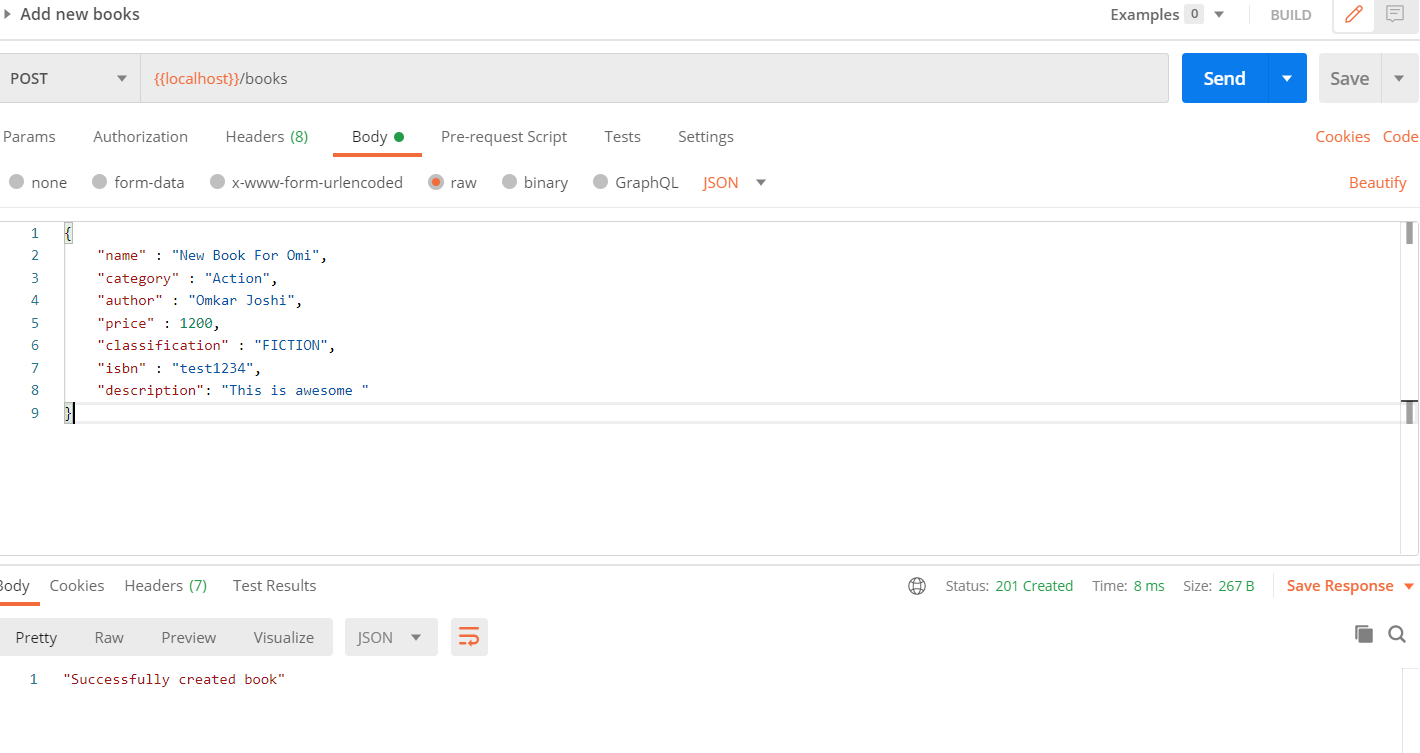 Add new books Examples 0 BUILD
POST {{localhost}}/books Send Save
Params Authorization Headers (8) Body Pre-request Script Tests Settings Cookies Code
none form-data x-www-form-urlencoded raw binary GraphQL JSON Beautify
1 {
2 "name" : "New Book For Omi",
3 "category" : "Action",
4 "author" : "Omkar Joshi",
5 "price" : 1200,
6 "classification" : "FICTION",
7 "isbn" : "test1234",
8 "description": "This is awesome "
9 }
Body Cookies Headers (7) Test Results Status: 201 Created Time: 8 ms Size: 267 B Save Response
Pretty Raw Preview Visualize JSON
1 "Successfully created book"